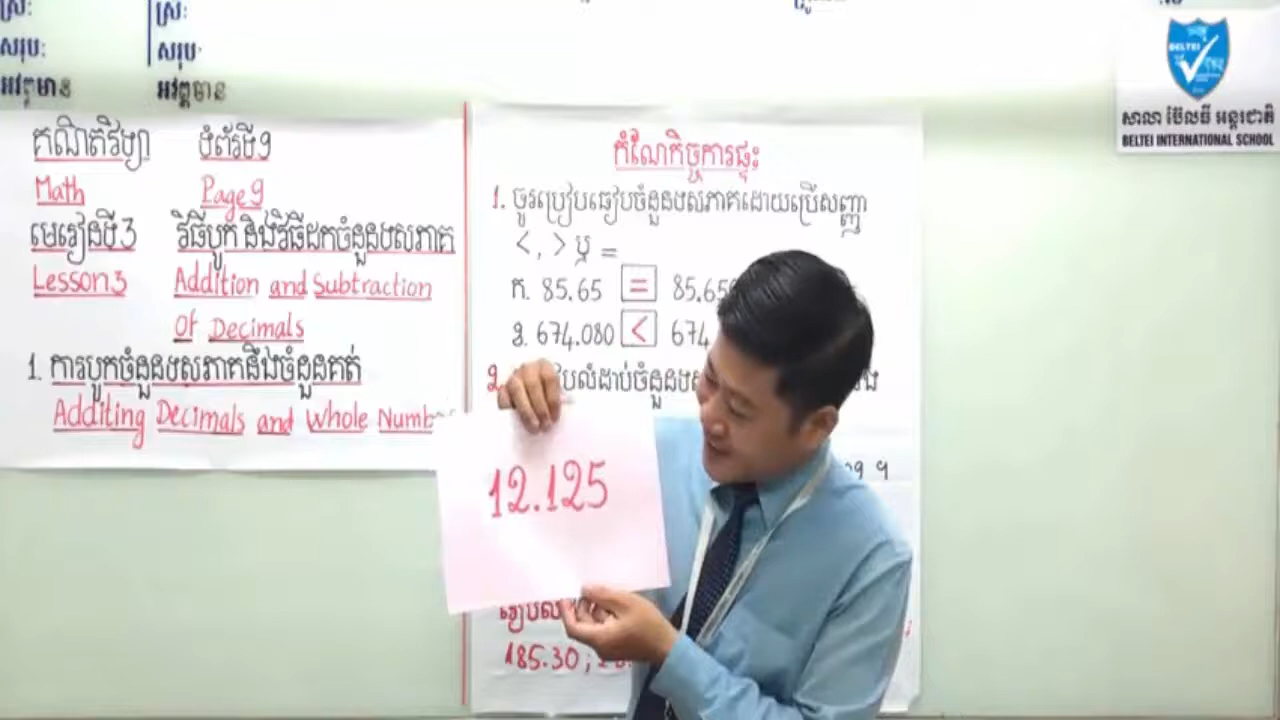 ស្រី:
ស្រី:
សរុប:
សរុប:
អវត្តមាន
អវត្តមាន
BELTEI
សាលា ប៊ែលធី អន្តរជាតិ
BELTEI INTERNATIONAL SCHOOL
គណិតវិទ្យា ទំព័រទី9
Math Page 9
មេរៀនទី3 វិធីបូក និងវិធីដកចំនួនទសភាគ
Lesson 3 Addition and Subtraction
Of Decimals
1. ការបូកចំនួនទសភាគនឹងចំនួនគត់
Additing Decimals and Whole Numb
កំណែកិច្ចការផ្ទះ
1. ចូរប្រៀបធៀបចំនួនទសភាគដោយប្រើសញ្ញា
<, > ឬ =
ក. 85.65 = 85.65
ខ. 674.080 < 674
2.
12.125
185.30 ;